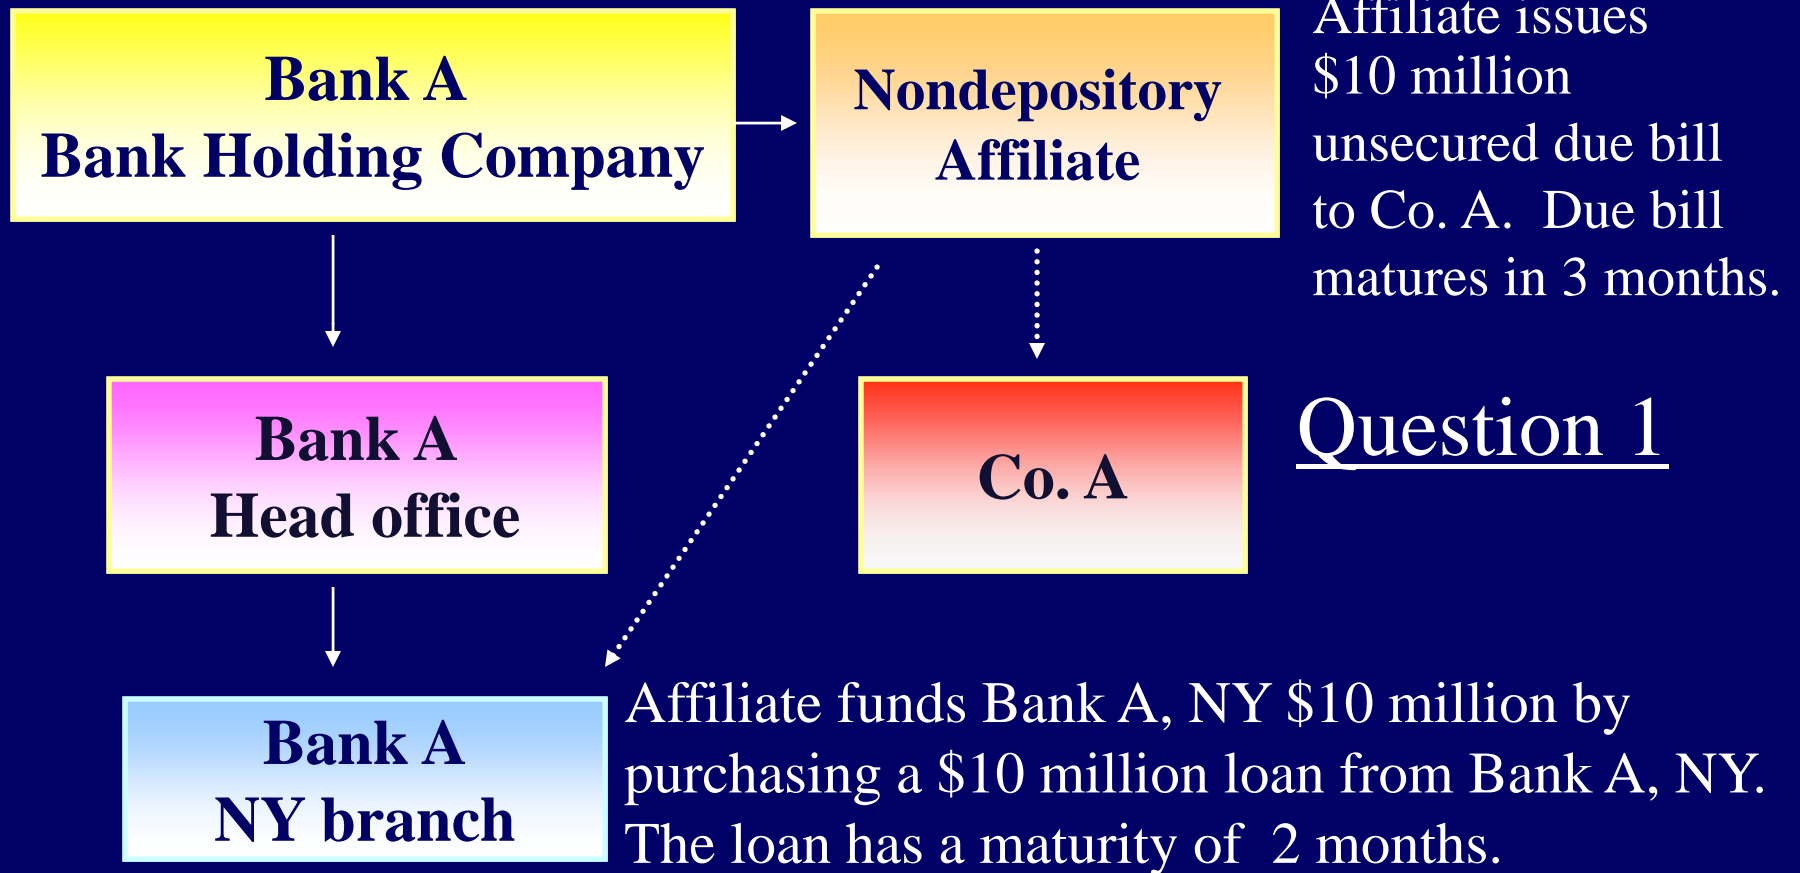 Bank A
Bank Holding Company
Nondepository
Affiliate
Affiliate issues
$10 million
unsecured due bill
to Co. A.  Due bill
matures in 3 months.
Bank A
Head office
Co. A
Question 1
Bank A
NY branch
Affiliate funds Bank A, NY $10 million by
purchasing a $10 million loan from Bank A, NY.
The loan has a maturity of  2 months.